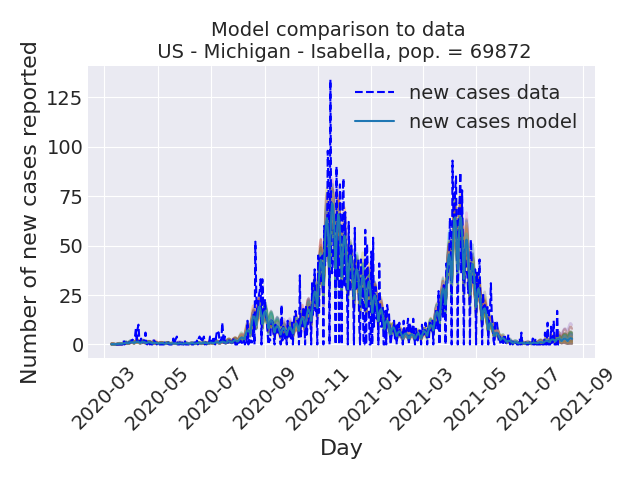 Model comparison to data
US - Michigan - Isabella, pop. = 69872
Number of new cases reported
125
100
75
50
25
0
new cases data
new cases model
2020-03
2020-05
2020-07
2020-09
2020-11
2021-01
2021-03
2021-05
2021-07
2021-09
Day